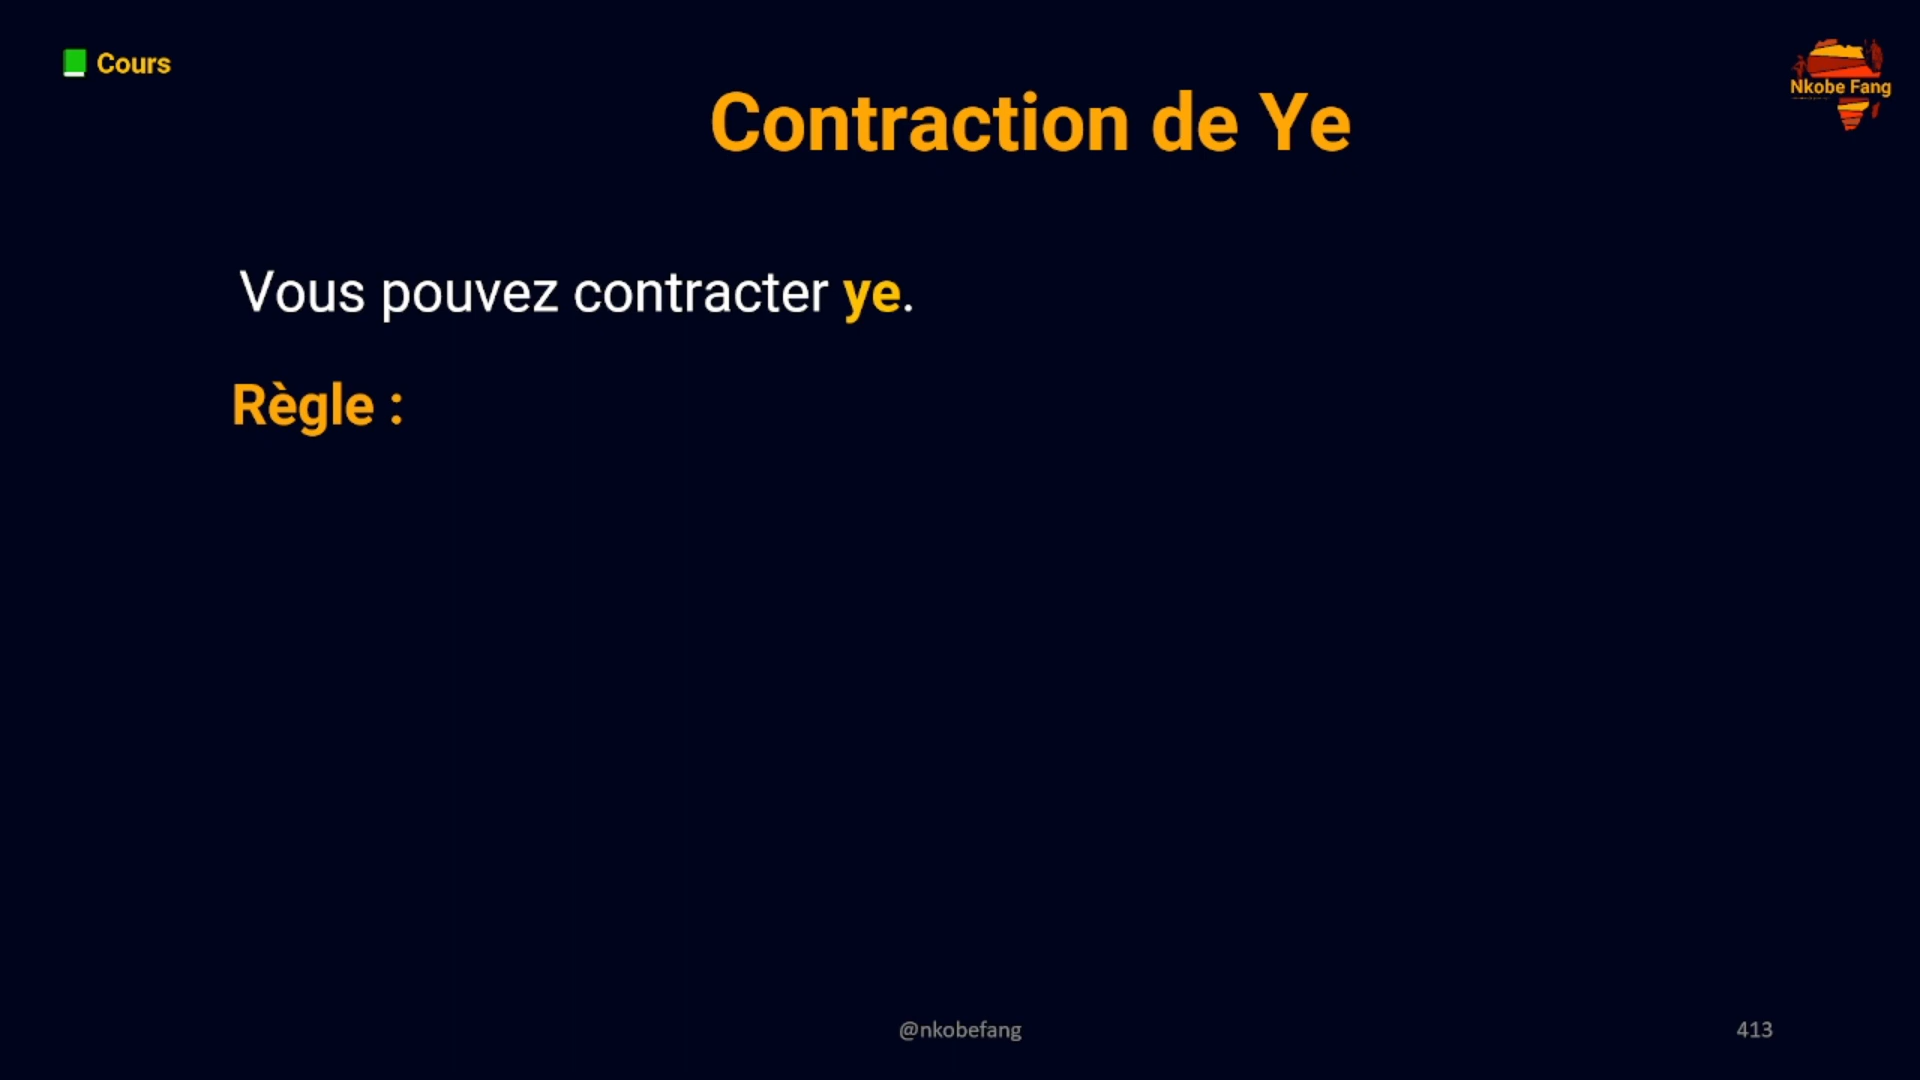 Cours
Nkobe Fang
Contraction de Ye
Vous pouvez contracter ye.
Règle :
@nkobefang
413